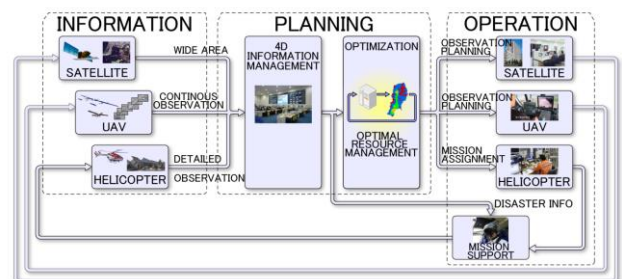 INFORMATION
PLANNING
OPERATION
SATELLITE
WIDE AREA
UAV
CONTINOUS
OBSERVATION
HELICOPTER
DETAILED
OBSERVATION
4D
INFORMATION
MANAGEMENT
OPTIMIZATION
OPTIMAL
RESOURCE
MANAGEMENT
OBSERVATION
PLANNING
SATELLITE
OBSERVATION
PLANNING
UAV
MISSION
ASSIGNMENT
HELICOPTER
DISASTER INFO
MISSION
SUPPORT